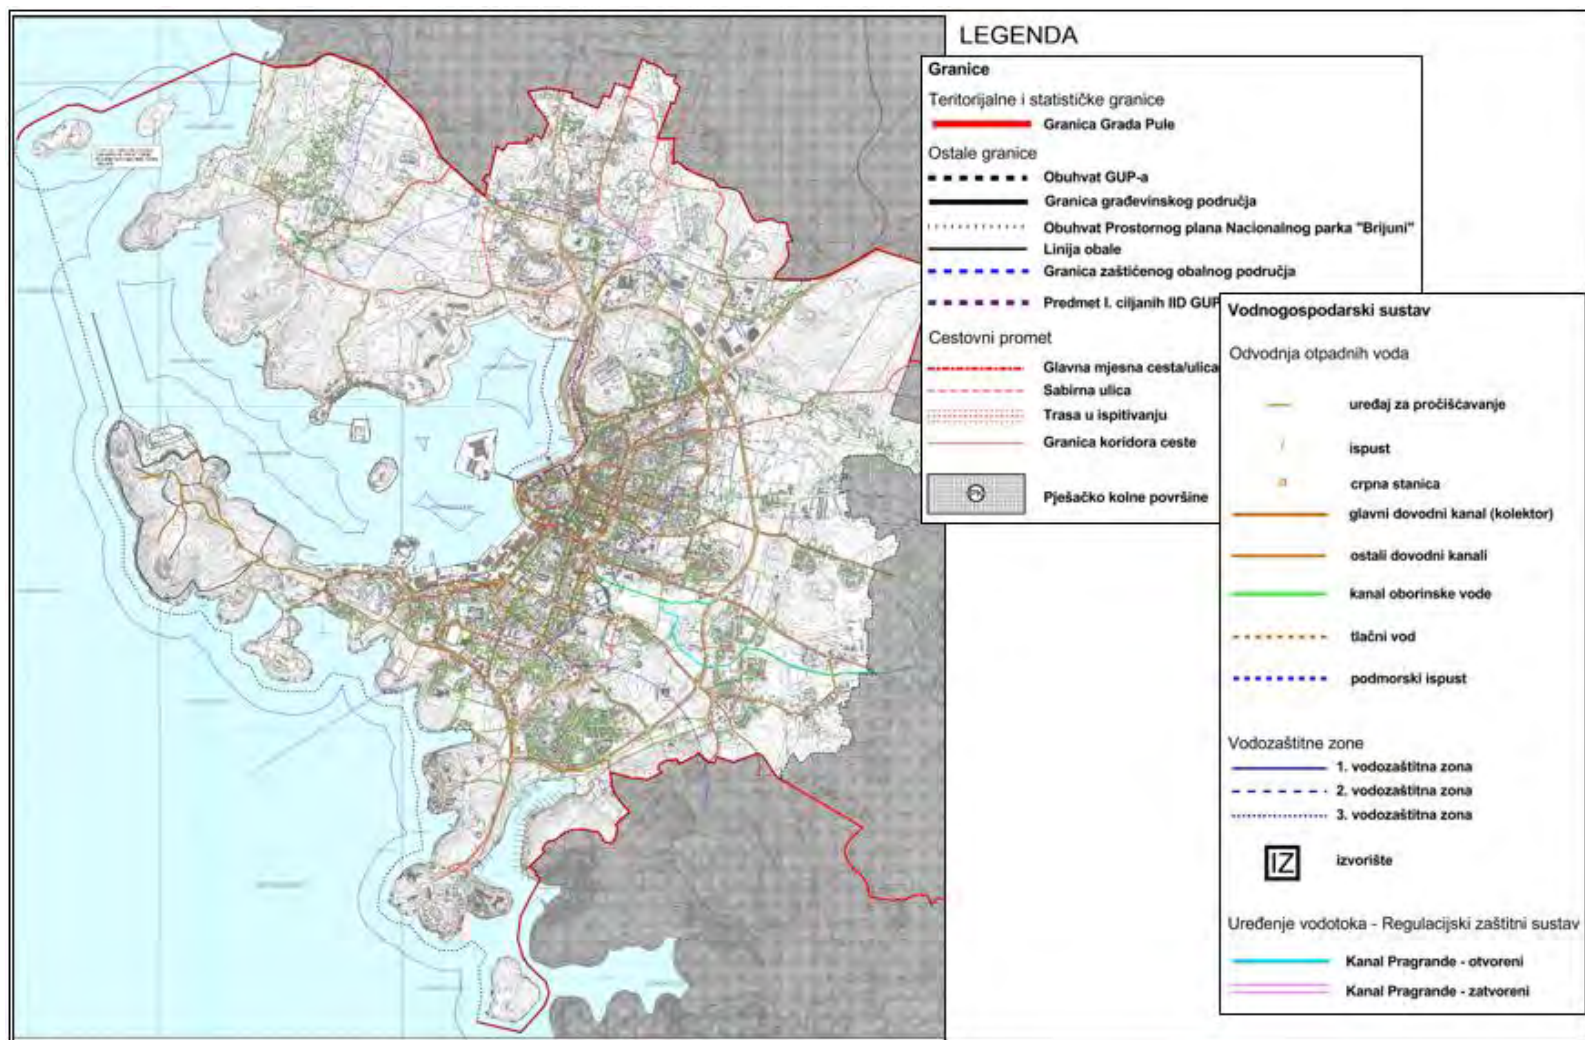 LEGENDA
Granice
Teritorijalne i statističke granice
Granica Grada Pule
Ostale granice
Obuhvat GUP-a
Granica građevinskog područja
Obuhvat Prostornog plana Nacionalnog parka "Brijuni"
Linija obale
Granica zaštićenog obalnog područja
Predmet I. ciljanih IID GUP
Cestovni promet
Glavna mjesna cesta/ulica
Sabirna ulica
Trasa u ispitivanju
Granica koridora ceste
PK
Pješačko kolne površine
Vodnogospodarski sustav
Odvodnja otpadnih voda
uređaj za pročišćavanje
ispust
crpna stanica
glavni dovodni kanal (kolektor)
ostali dovodni kanali
kanal oborinske vode
tlačni vod
podmorski ispust
Vodozaštitne zone
1. vodozaštitna zona
2. vodozaštitna zona
3. vodozaštitna zona
IZ
izvorište
Uređenje vodotoka - Regulacijski zaštitni sustav
Kanal Pragrande - otvoreni
Kanal Pragrande - zatvoreni